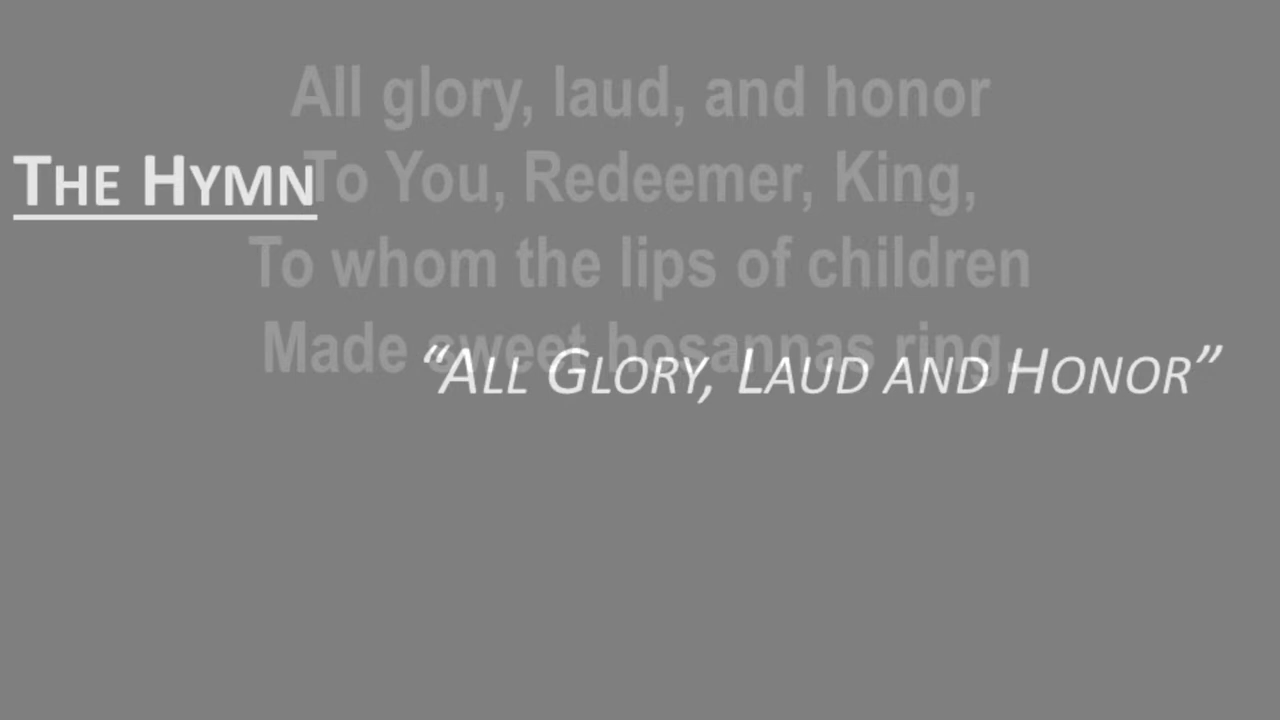 All glory, laud, and honor
THE HYMN
To You, Redeemer, King,
To whom the lips of children
Made sweet hosannas ring.
“ALL GLORY, LAUD AND HONOR”